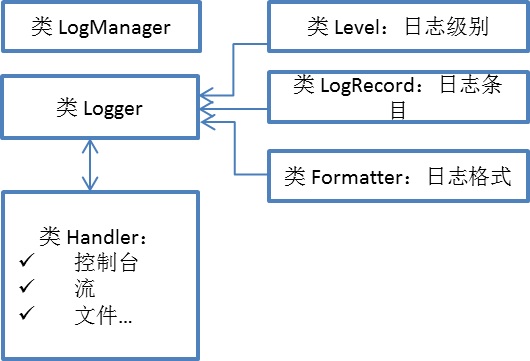 类 LogManager
类 Level：日志级别
类 Logger
类 LogRecord：日志条
目
类 Formatter：日志格式
类 Handler：
✓ 控制台
✓ 流
✓ 文件…